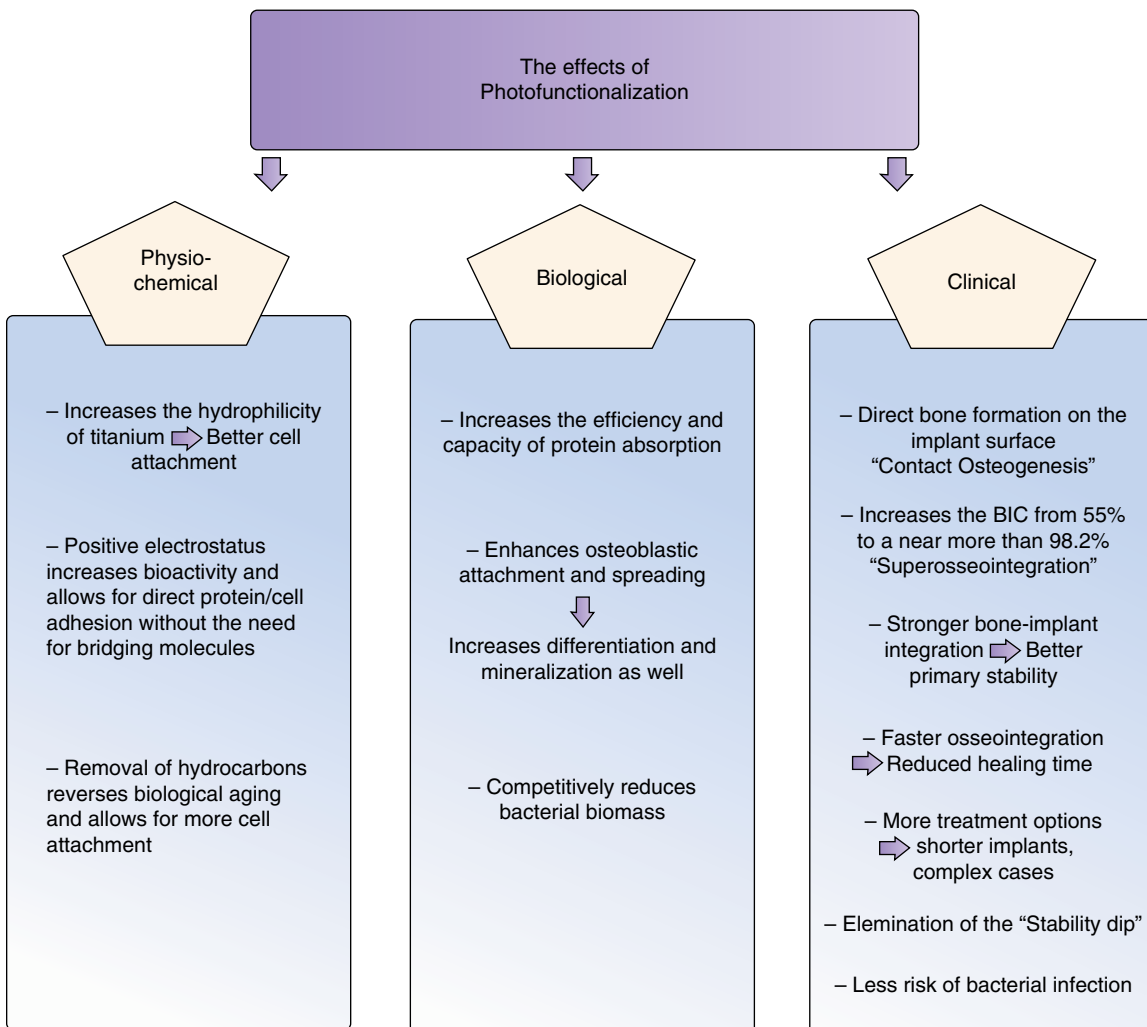 The effects of
Photofunctionalization
Physio-
chemical
– Increases the hydrophilicity
of titanium ⇨ Better cell
attachment
– Positive electrostatus
increases bioactivity and
allows for direct protein/cell
adhesion without the need
for bridging molecules
– Removal of hydrocarbons
reverses biological aging
and allows for more cell
attachment
Biological
– Increases the efficiency and
capacity of protein absorption
– Enhances osteoblastic
attachment and spreading
Increases differentiation and
mineralization as well
– Competitively reduces
bacterial biomass
Clinical
– Direct bone formation on the
implant surface
“Contact Osteogenesis”
– Increases the BIC from 55%
to a near more than 98.2%
“Superosseointegration”
– Stronger bone-implant
integration ⇨ Better
primary stability
– Faster osseointegration
⇨ Reduced healing time
– More treatment options
⇨ shorter implants,
complex cases
– Elemination of the “Stability dip”
– Less risk of bacterial infection